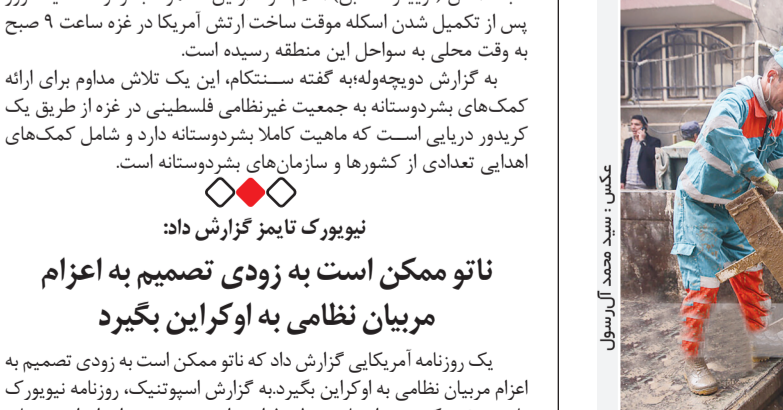 پس از تکمیل شدن اسکله موقت ساخت ارتش آمریکا در غزه ساعت ۹ صبح
به وقت محلی به سواحل این منطقه رسیده است.
به گزارش دویچه‌وله؛به گفته ســنتکام، این یک تلاش مداوم برای ارائه
کمک‌های بشردوستانه به جمعیت غیرنظامی فلسطینی در غزه از طریق یک
کریدور دریایی اســت که ماهیت کاملا بشردوستانه دارد و شامل کمک‌های
اهدایی تعدادی از کشورها و سازمان‌های بشردوستانه است.
نیویورک تایمز گزارش داد:
ناتو ممکن است به زودی تصمیم به اعزام
مربیان نظامی به اوکراین بگیرد
یک روزنامه آمریکایی گزارش داد که ناتو ممکن است به زودی تصمیم به
اعزام مربیان نظامی به اوکراین بگیرد.به گزارش اسپوتنیک، روزنامه نیویورک
عکس : سید محمد آل‌رسول